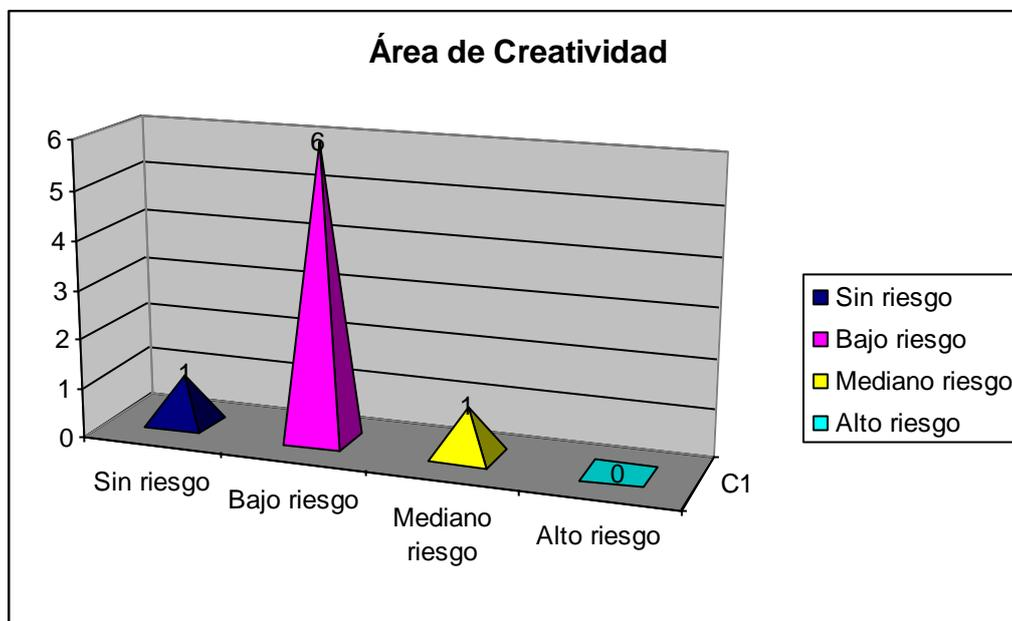 Área de Creatividad
6
5
4
3
2
1
0
1
6
1
0
Sin riesgo
Bajo riesgo
Mediano
riesgo
Alto riesgo
C1
Sin riesgo
Bajo riesgo
Mediano riesgo
Alto riesgo